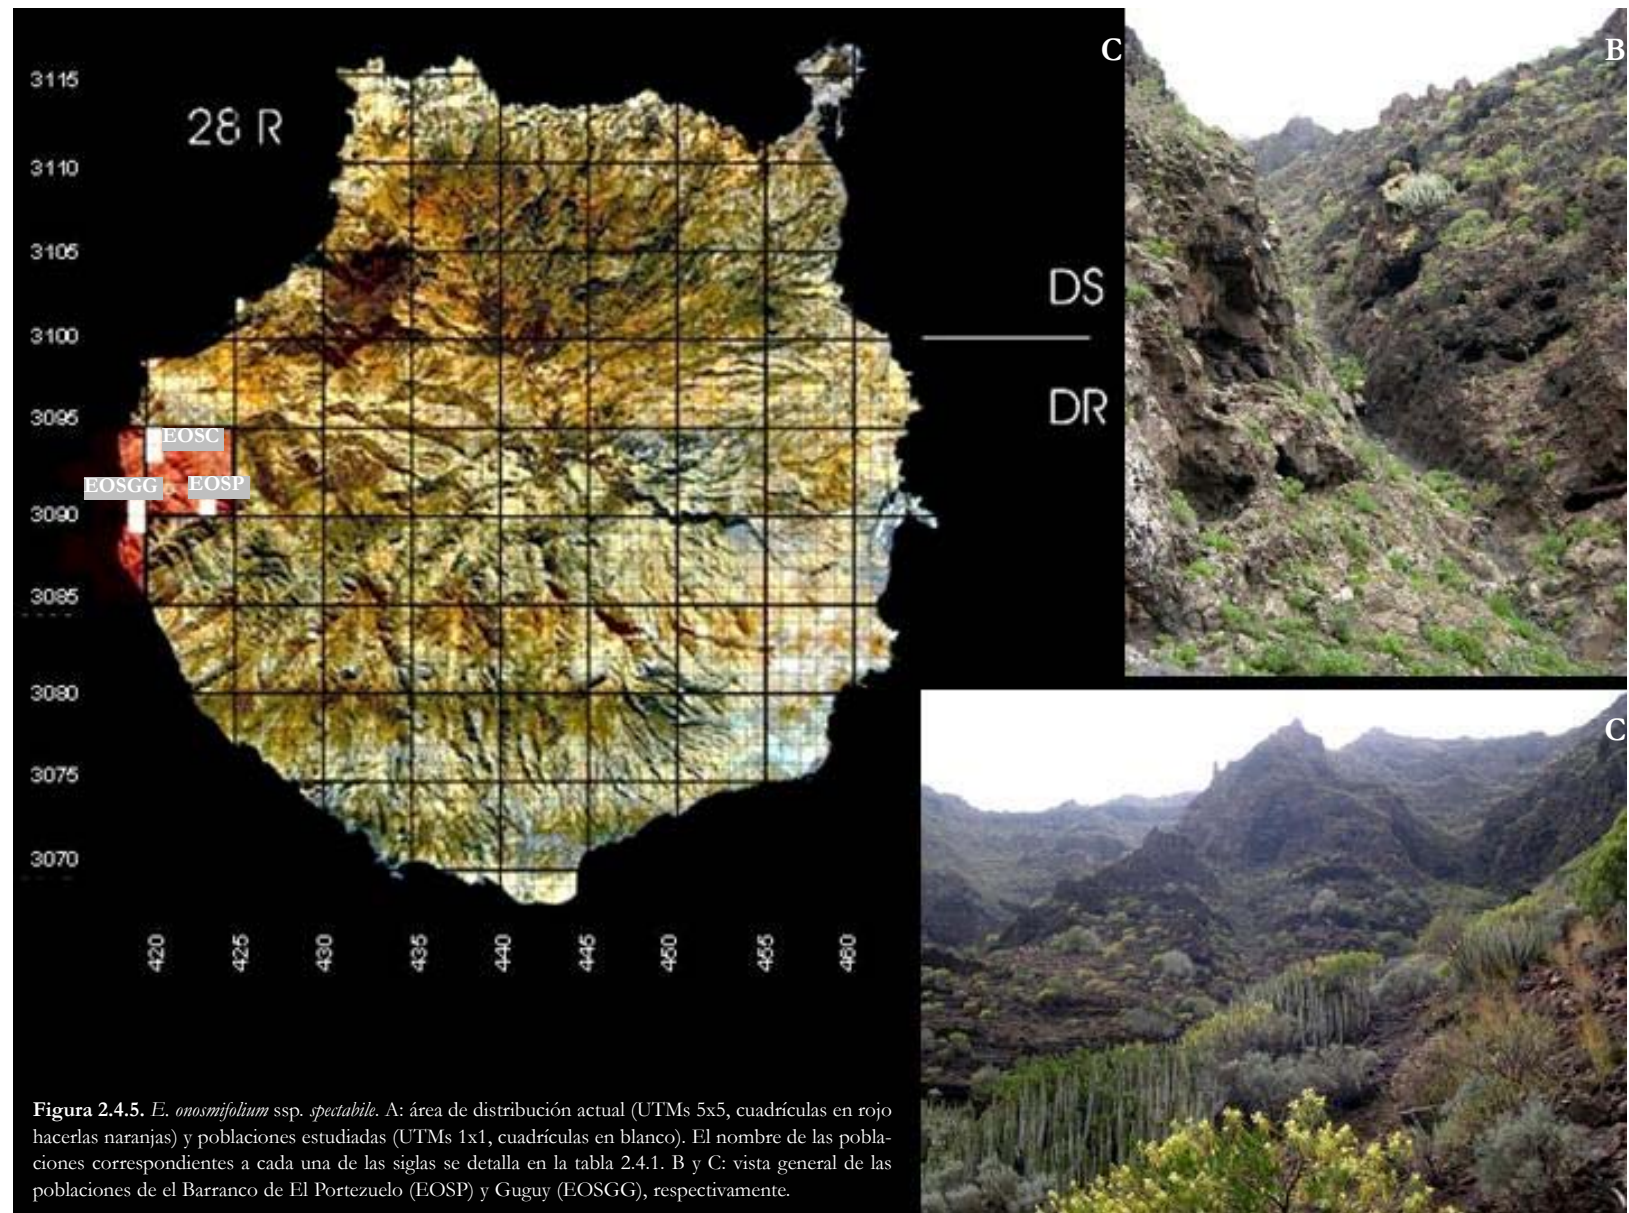 C
B
3115
28 R
3110
3105
DS
3100
DR
3095
EOSC
EOSGG
EOSP
3090
3085
3080
3075
3070
C
420
425
430
435
440
445
450
455
460
Figura 2.4.5. E. onosmifolium ssp. spectabile. A: área de distribución actual (UTMs 5x5, cuadrículas en rojo
hacerlas naranjas) y poblaciones estudiadas (UTMs 1x1, cuadrículas en blanco). El nombre de las pobla-
ciones correspondientes a cada una de las siglas se detalla en la tabla 2.4.1. B y C: vista general de las
poblaciones de el Barranco de El Portezuelo (EOSP) y Guguy (EOSGG), respectivamente.